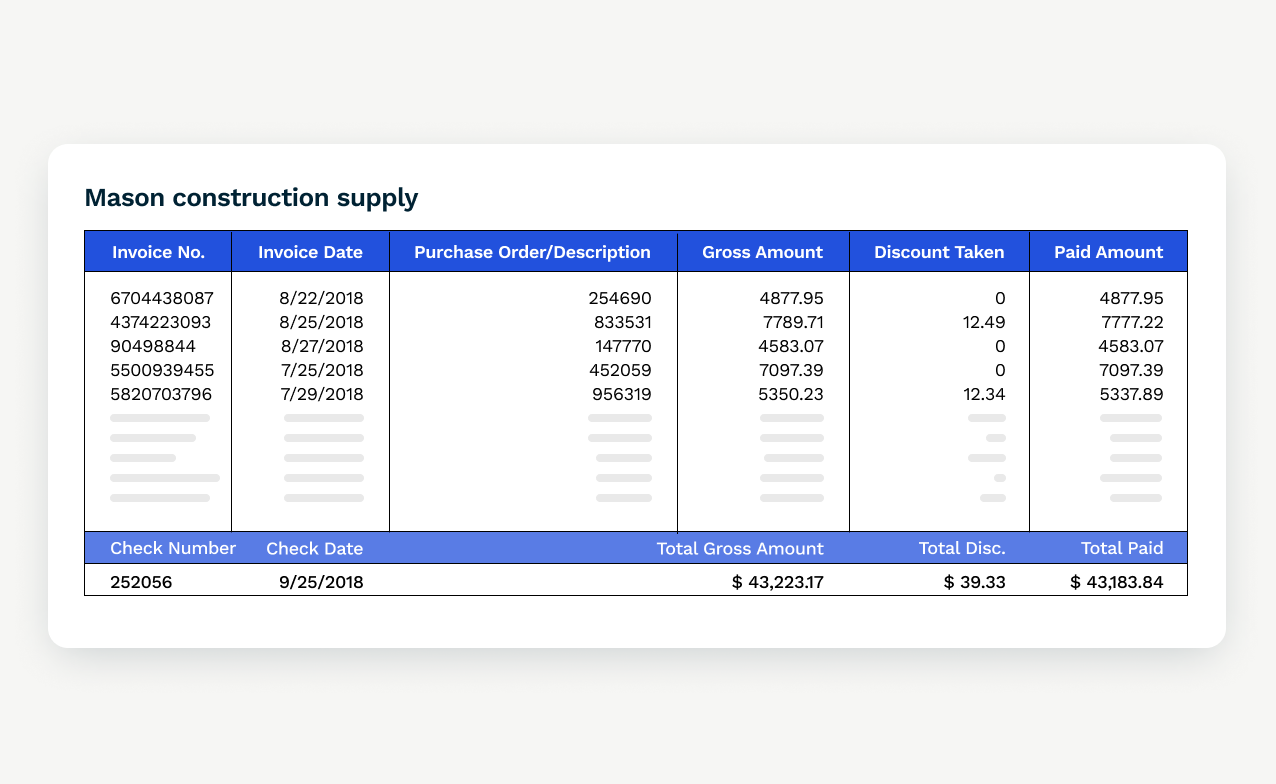 Mason construction supply
Invoice No. Invoice Date Purchase Order/Description Gross Amount Discount Taken Paid Amount
6704438087 8/22/2018 254690 4877.95 0 4877.95
4374223093 8/25/2018 833531 7789.71 12.49 7777.22
90498844 8/27/2018 147770 4583.07 0 4583.07
5500939455 7/25/2018 452059 7097.39 0 7097.39
5820703796 7/29/2018 956319 5350.23 12.34 5337.89
Check Number Check Date Total Gross Amount Total Disc. Total Paid
252056 9/25/2018 $ 43,223.17 $ 39.33 $ 43,183.84